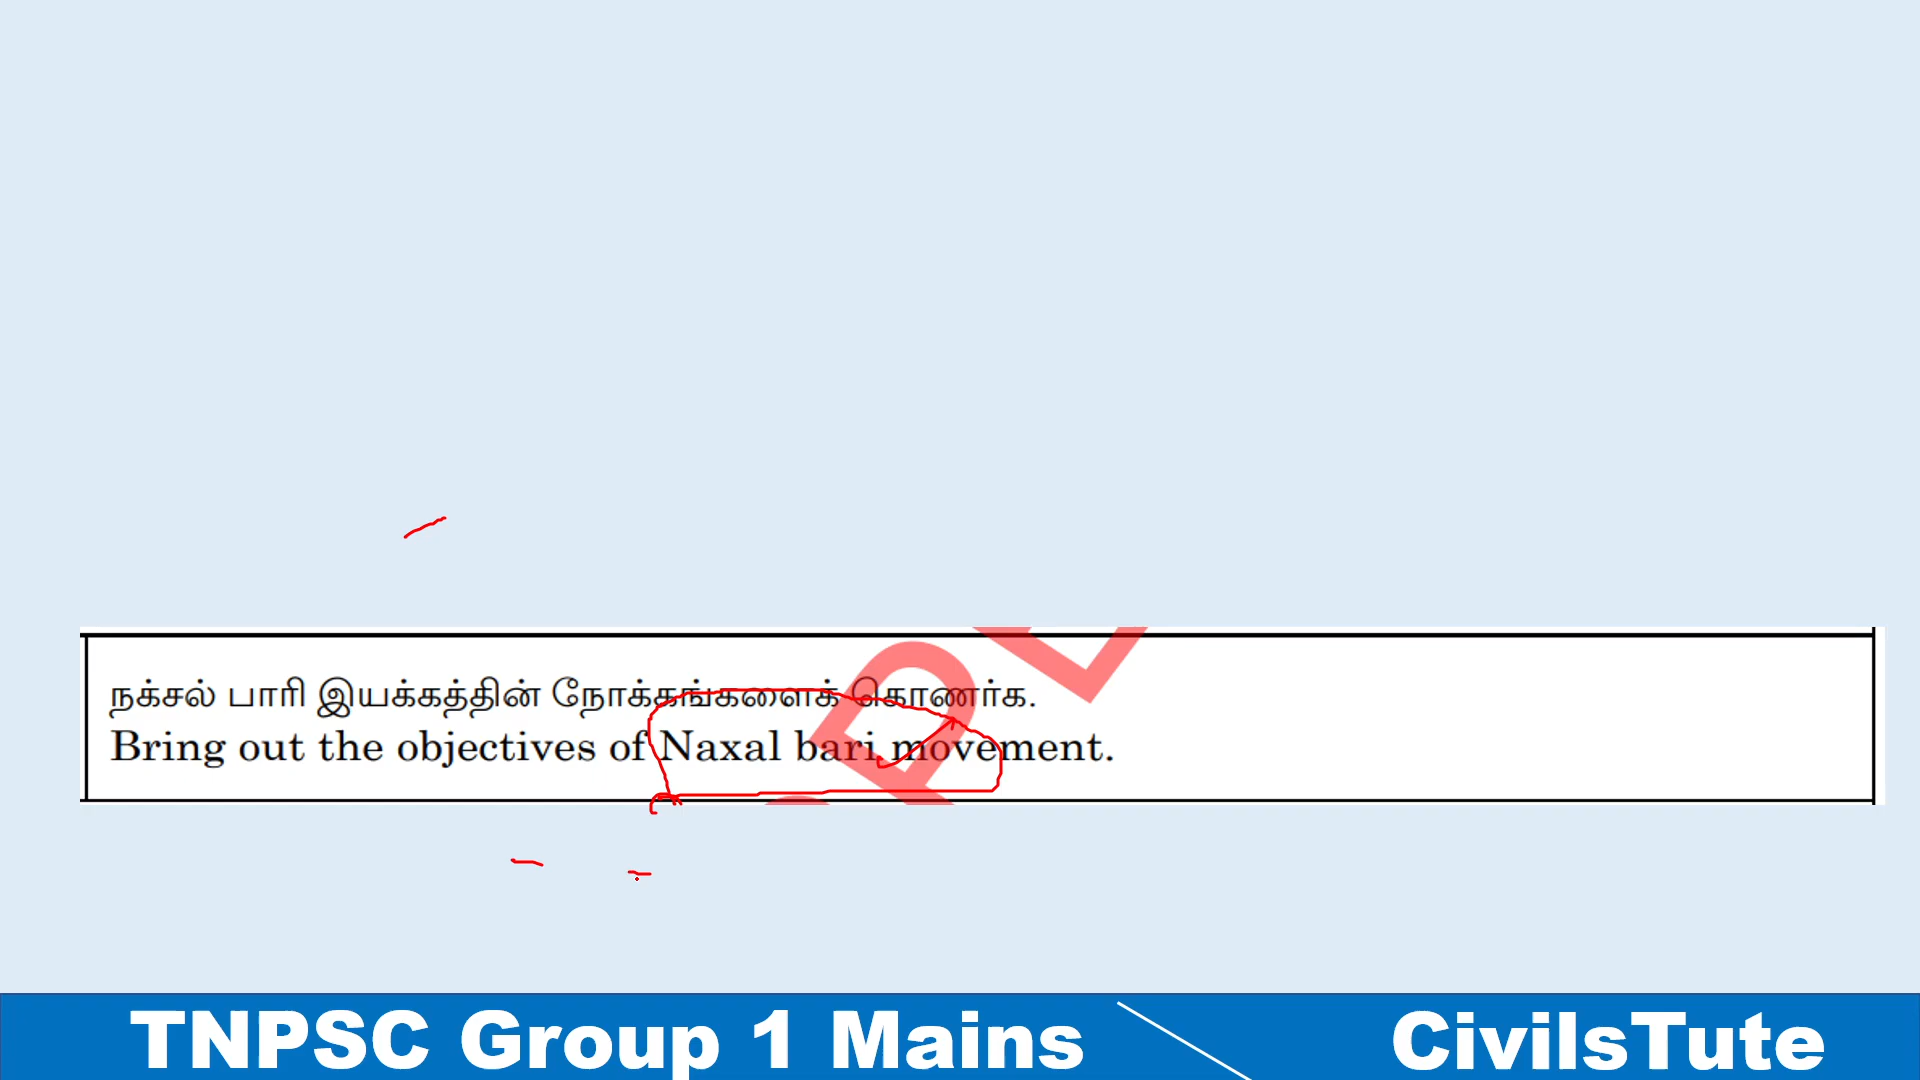 நக்சல் பாரி இயக்கத்தின் நோக்கங்களைக் கொணர்க.
Bring out the objectives of Naxal bari movement.
TNPSC Group 1 Mains
CivilsTute